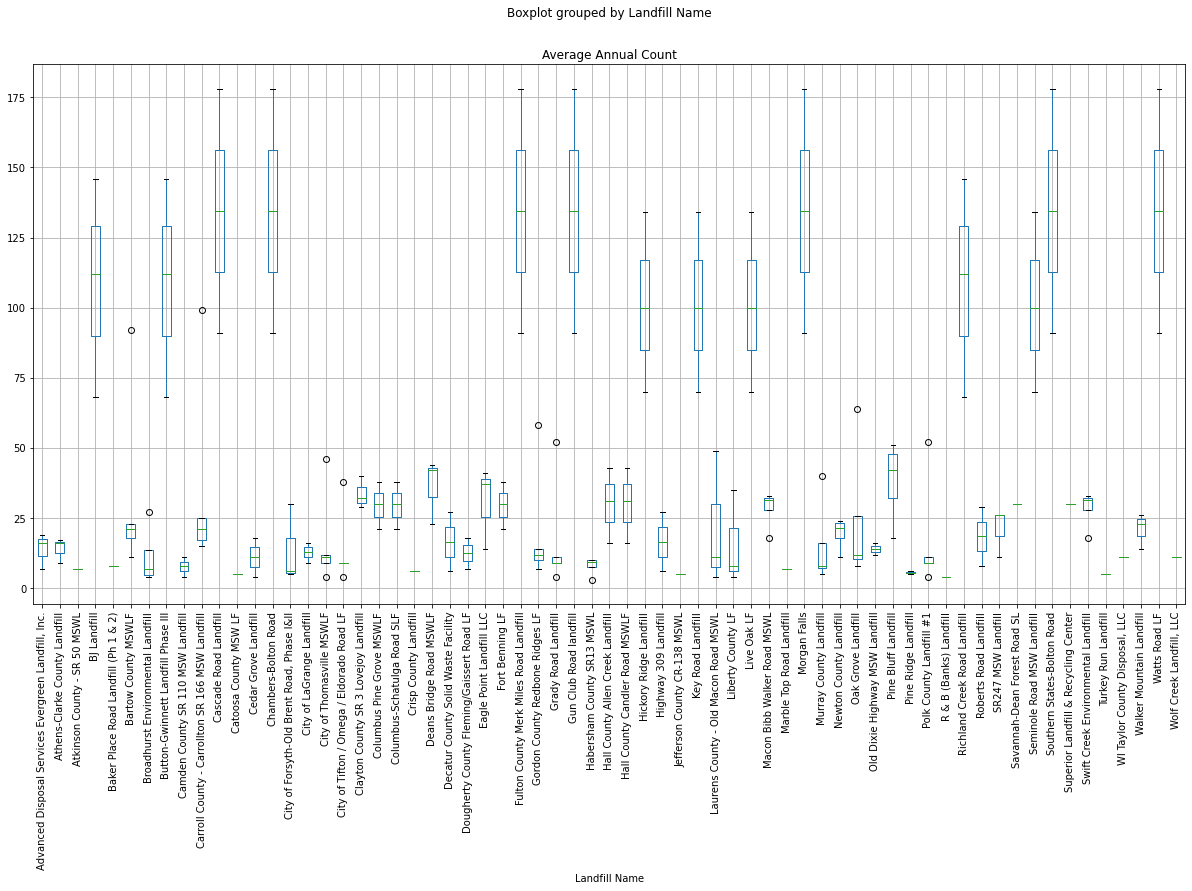 Boxplot grouped by Landfill Name
Average Annual Count
175
150
125
100
75
50
25
0
Advanced Disposal Services Evergreen Landfill, Inc.
Athens-Clarke County Landfill
Atkinson County - SR 50 MSWL
BJ Landfill
Baker Place Road Landfill (Ph 1 & 2)
Bartow County MSWLF
Broadhurst Environmental Landfill
Button-Gwinnett Landfill Phase III
Camden County SR 110 MSW Landfill
Carroll County - Carrollton SR 166 MSW Landfill
Cascade Road Landfill
Catoosa County MSW LF
Cedar Grove Landfill
Chambers-Bolton Road
City of Forsyth-Old Brent Road, Phase I&II
City of LaGrange Landfill
City of Thomasville MSWLF
City of Tifton / Omega / Eldorado Road LF
Clayton County SR 3 Lovejoy Landfill
Columbus Pine Grove MSWLF
Columbus-Schatulga Road SLF
Crisp County Landfill
Deans Bridge Road MSWLF
Decatur County Solid Waste Facility
Dougherty County Fleming/Gaissert Road LF
Eagle Point Landfill LLC
Fort Benning LF
Fulton County Merk Miles Road Landfill
Gordon County Redbone Ridges LF
Grady Road Landfill
Gun Club Road landfill
Habersham County SR13 MSWL
Hall County Allen Creek Landfill
Hall County Candler Road MSWLF
Hickory Ridge Landfill
Highway 309 Landfill
Jefferson County CR-138 MSWL
Key Road Landfill
Laurens County - Old Macon Road MSWL
Liberty County LF
Live Oak LF
Macon Bibb Walker Road MSWL
Marble Top Road Landfill
Morgan Falls
Murray County Landfill
Newton County Landfill
Oak Grove Landfill
Old Dixie Highway MSW Landfill
Pine Bluff Landfill
Pine Ridge Landfill
Polk County Landfill #1
R & B (Banks) Landfill
Richland Creek Road Landfill
Roberts Road Landfill
SR247 MSW Landfill
Savannah-Dean Forest Road SL
Seminole Road MSW Landfill
Southern States-Bolton Road
Superior Landfill & Recycling Center
Swift Creek Environmental Landfill
Turkey Run Landfill
WI Taylor County Disposal, LLC
Walker Mountain Landfill
Watts Road LF
Wolf Creek Landfill, LLC
Landfill Name